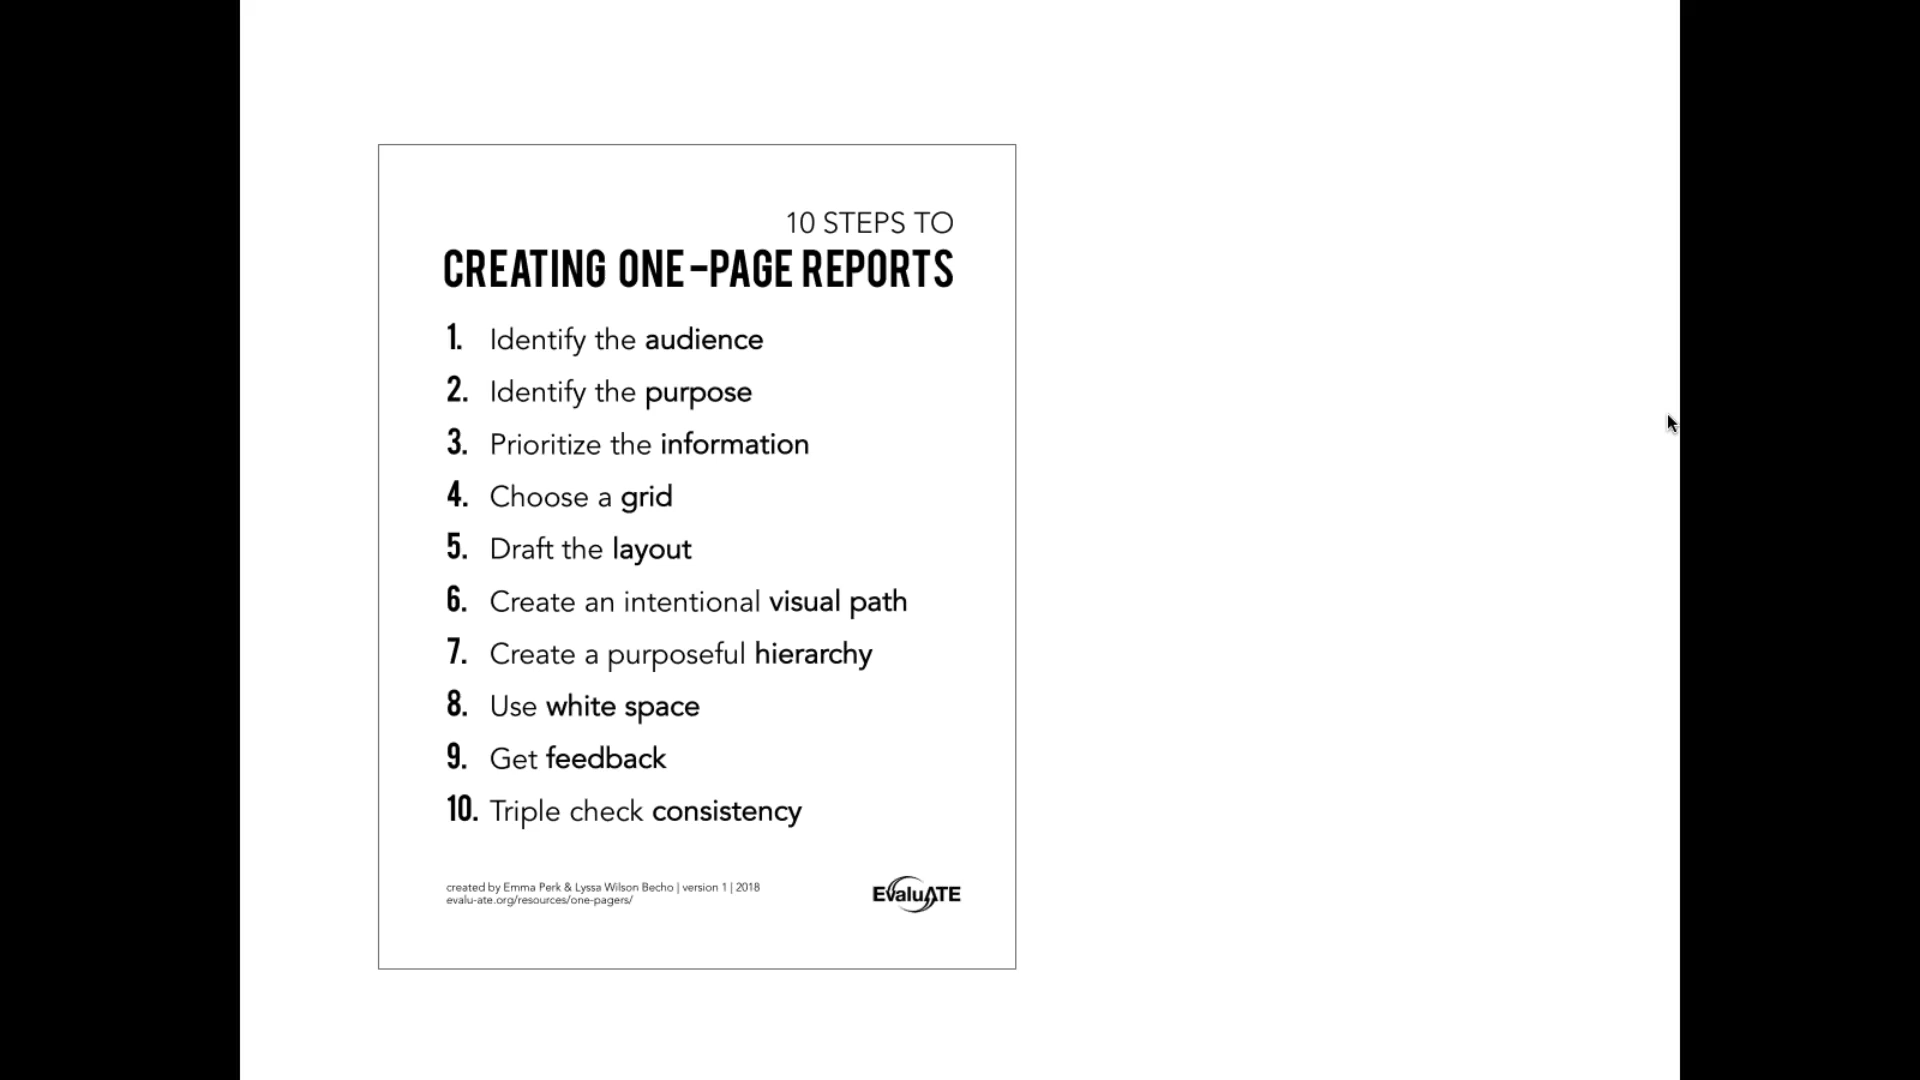 10 STEPS TO
CREATING ONE-PAGE REPORTS
1. Identify the audience
2. Identify the purpose
3. Prioritize the information
4. Choose a grid
5. Draft the layout
6. Create an intentional visual path
7. Create a purposeful hierarchy
8. Use white space
9. Get feedback
10. Triple check consistency
created by Emma Perk & Lyssa Wilson Becho | version 1 | 2018
evalu-ate.org/resources/one-pagers/
EvaluATE